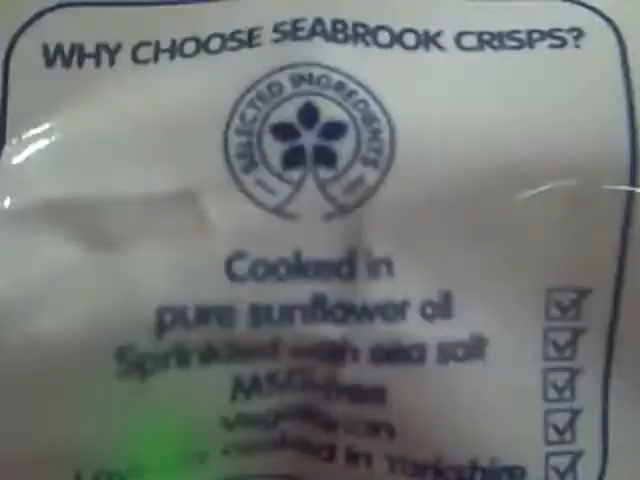 WHY CHOOSE SEABROOK CRISPS?
SELECTED INGREDIENTS
Cooked in
pure sunflower oil
Sprinkled with sea salt
MSG free
vegetarian
cooked in Yorkshire